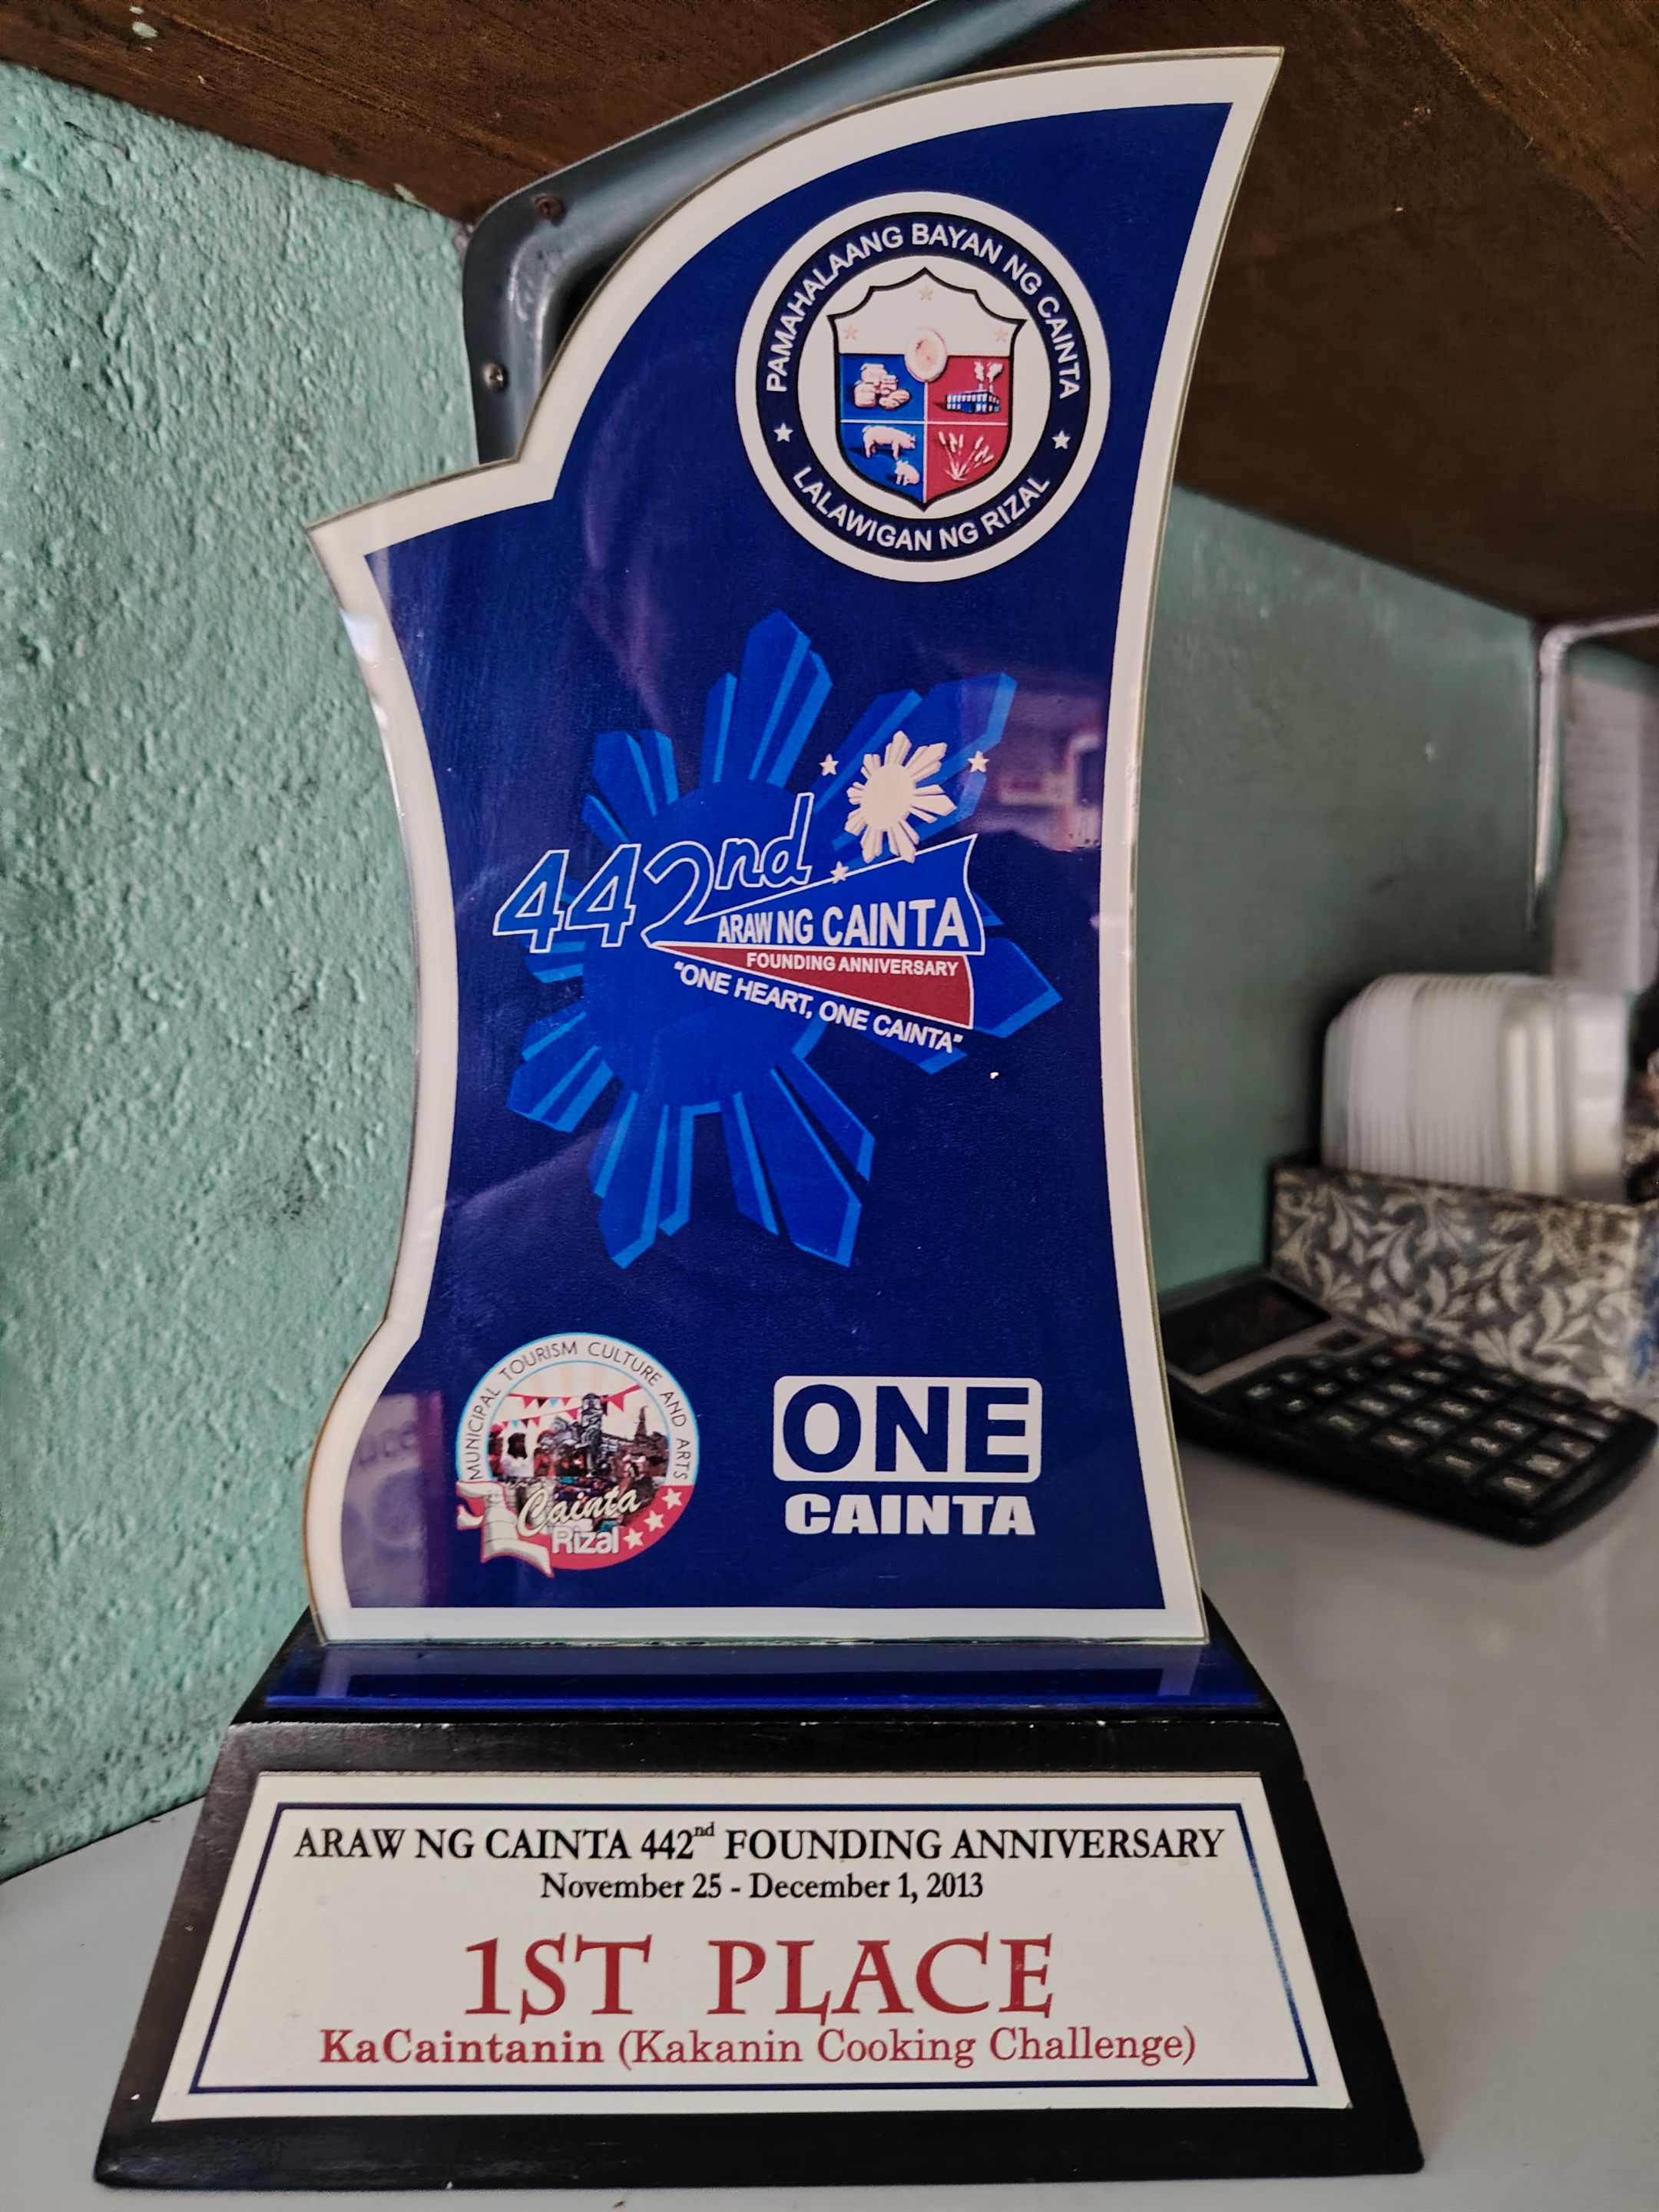 PAMAHALAANG BAYAN NG CAINTA
LALAWIGAN NG RIZAL
442nd
ARAW NG CAINTA
FOUNDING ANNIVERSARY
"ONE HEART, ONE CAINTA"
MUNICIPAL TOURISM CULTURE AND ARTS
Cainta
Rizal
ONE
CAINTA
ARAW NG CAINTA 442nd FOUNDING ANNIVERSARY
November 25 - December 1, 2013
1ST PLACE
KaCaintanin (Kakanin Cooking Challenge)